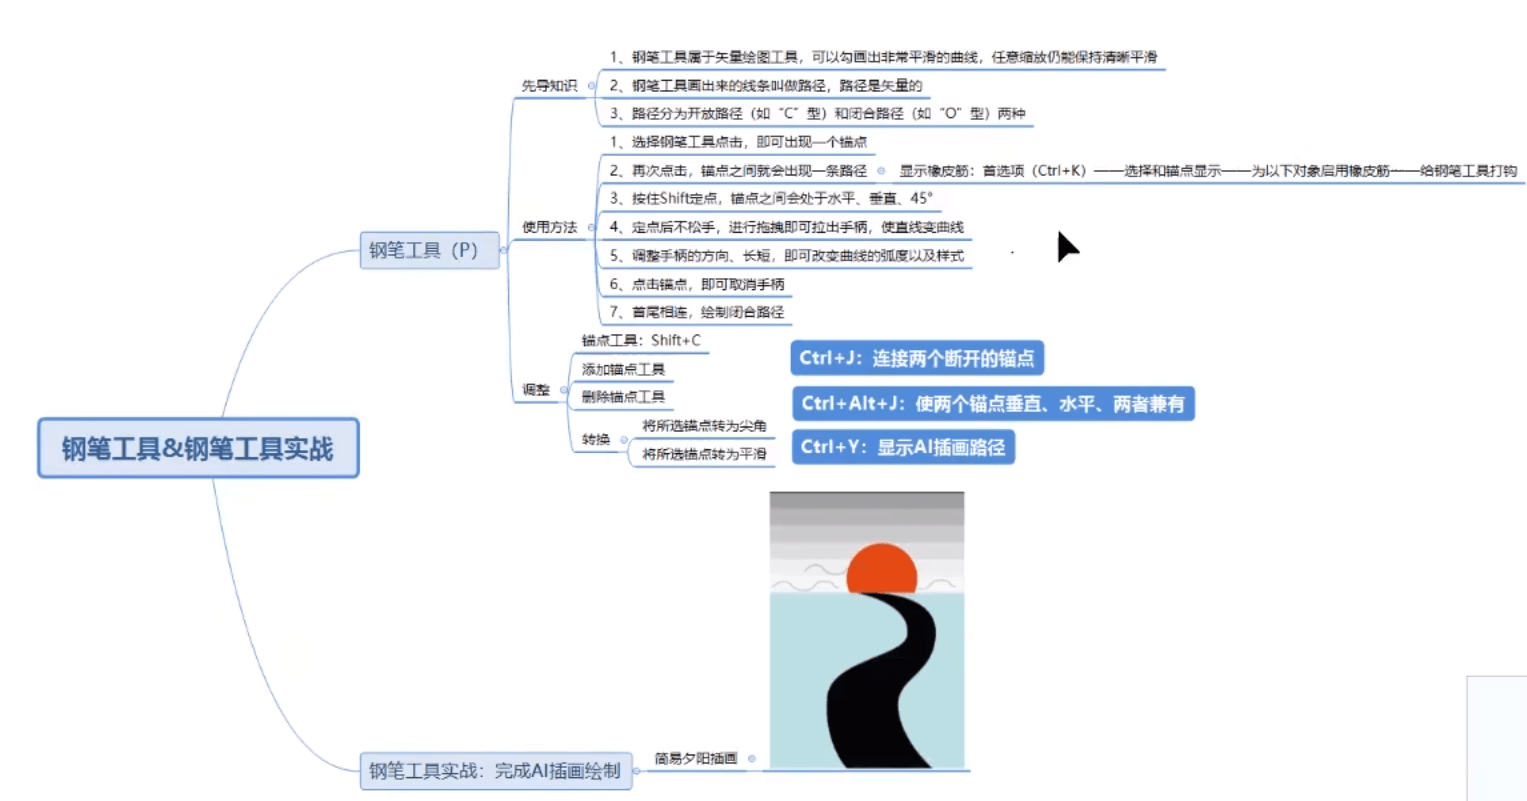 钢笔工具&钢笔工具实战
钢笔工具（P）
先导知识
1、钢笔工具属于矢量绘图工具，可以勾画出非常平滑的曲线，任意缩放仍能保持清晰平滑
2、钢笔工具画出来的线条叫做路径，路径是矢量的
3、路径分为开放路径（如“C”型）和闭合路径（如“O”型）两种
使用方法
1、选择钢笔工具点击，即可出现一个锚点
2、再次点击，锚点之间就会出现一条路径
显示橡皮筋：首选项（Ctrl+K）——选择和锚点显示——为以下对象启用橡皮筋——给钢笔工具打钩
3、按住Shift定点，锚点之间会处于水平、垂直、45°
4、定点后不松手，进行拖拽即可拉出手柄，使直线变曲线
5、调整手柄的方向、长短，即可改变曲线的弧度以及样式
6、点击锚点，即可取消手柄
7、首尾相连，绘制闭合路径
调整
锚点工具：Shift+C
添加锚点工具
删除锚点工具
转换
将所选锚点转为尖角
将所选锚点转为平滑
Ctrl+J：连接两个断开的锚点
Ctrl+Alt+J：使两个锚点垂直、水平、两者兼有
Ctrl+Y：显示AI插画路径
钢笔工具实战：完成AI插画绘制
简易夕阳插画